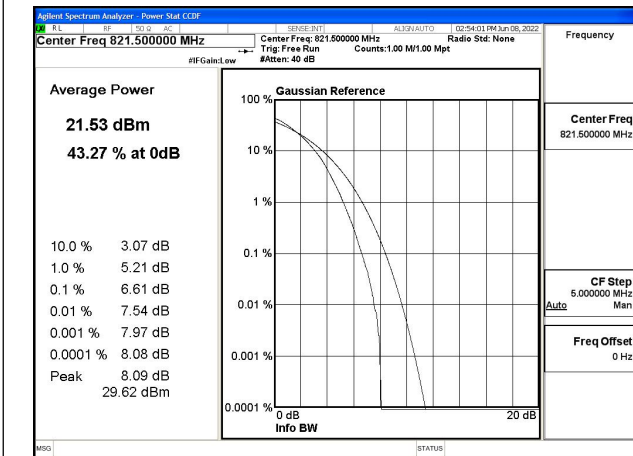 Agilent Spectrum Analyzer - Power Stat CCDF
LXI RL RF 50 Ω AC SENSE:INT ALIGN AUTO 02:54:01 PM Jun 08, 2022
Center Freq 821.500000 MHz
Center Freq: 821.500000 MHz Radio Std: None
Trig: Free Run Counts:1.00 M/1.00 Mpt
#IFGain:Low #Atten: 40 dB
Frequency
Average Power
21.53 dBm
43.27 % at 0dB
10.0 % 3.07 dB
1.0 % 5.21 dB
0.1 % 6.61 dB
0.01 % 7.54 dB
0.001 % 7.97 dB
0.0001 % 8.08 dB
Peak 8.09 dB
29.62 dBm
Gaussian Reference
100 %
10 %
1 %
0.1 %
0.01 %
0.001 %
0.0001 %
0 dB 20 dB
Info BW
Center Freq
821.500000 MHz
CF Step
5.000000 MHz
Auto Man
Freq Offset
0 Hz
MSG STATUS